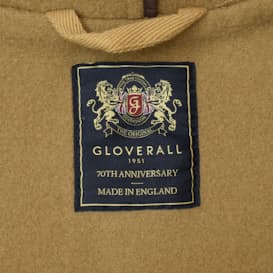 G
THE ORIGINAL
GLOVERALL
1951
70TH ANNIVERSARY
MADE IN ENGLAND